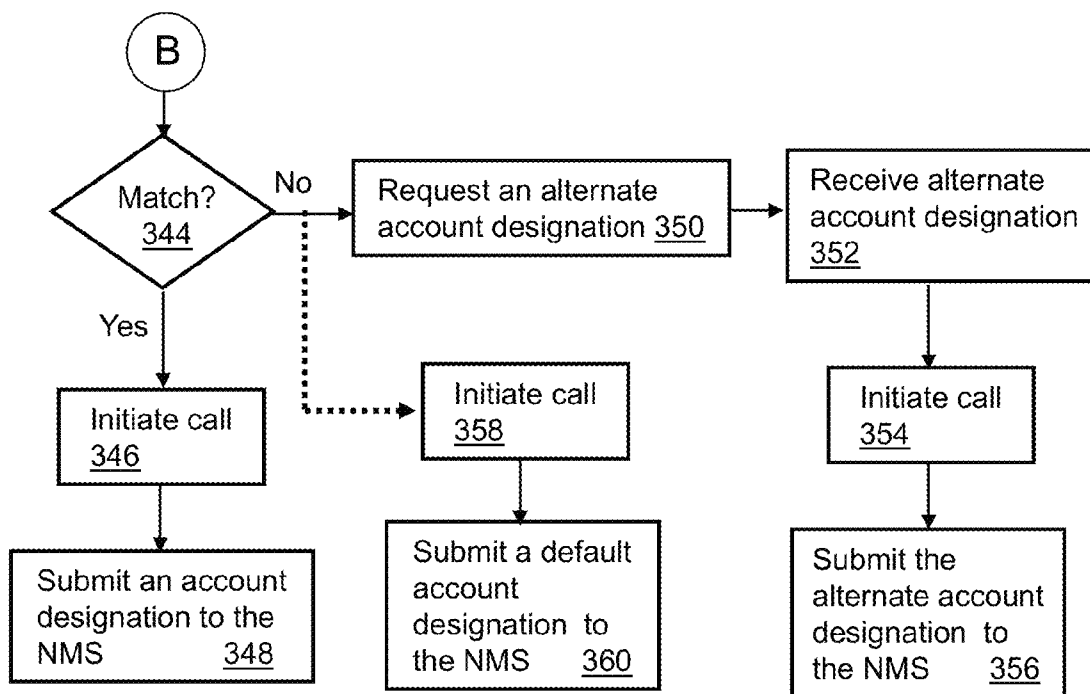 B
Match?
344
No
Yes
Request an alternate
account designation 350
Receive alternate
account designation
352
Initiate call
346
Initiate call
358
Initiate call
354
Submit an account
designation to the
NMS 348
Submit a default
account
designation to
the NMS 360
Submit the
alternate account
designation to
the NMS 356